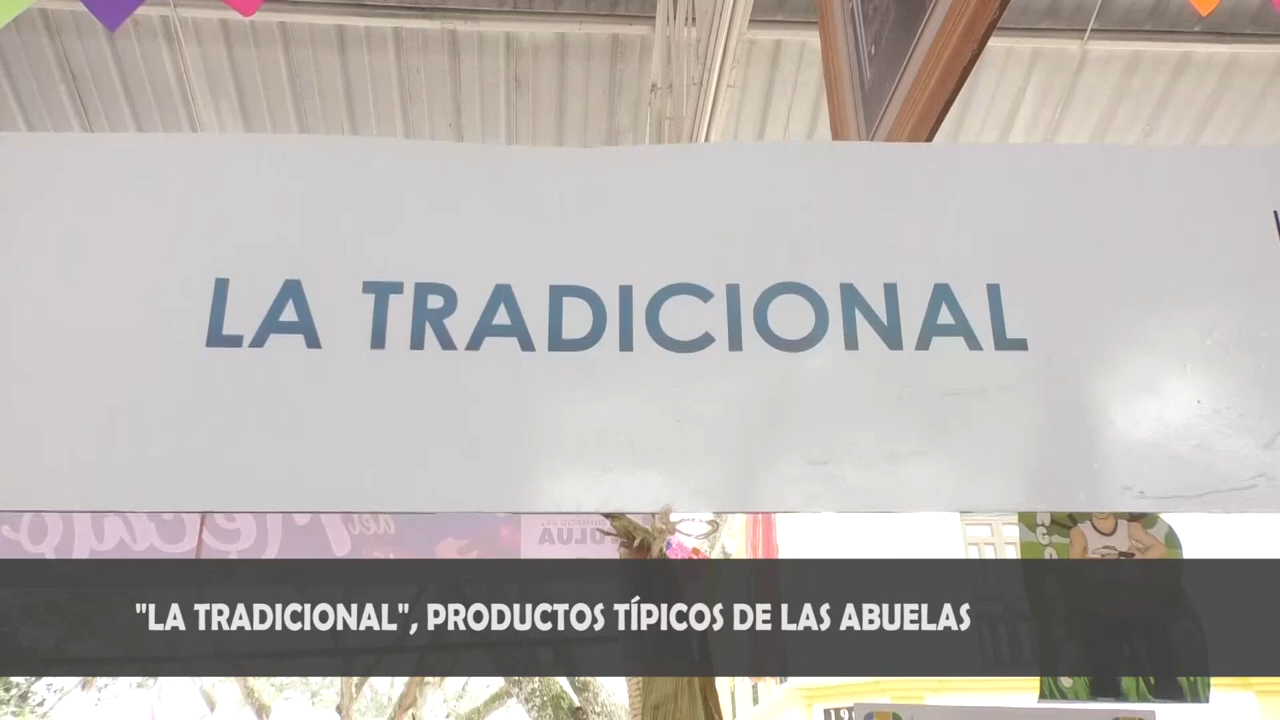 LA TRADICIONAL
"LA TRADICIONAL", PRODUCTOS TÍPICOS DE LAS ABUELAS